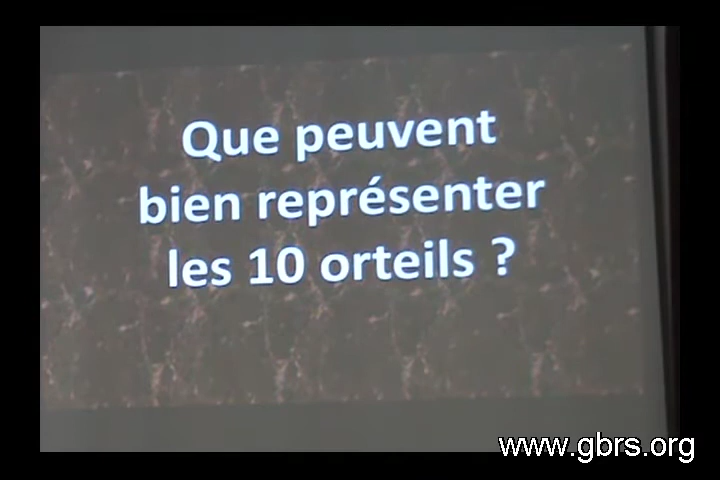 Que peuvent
bien représenter
les 10 orteils ?
www.gbrs.org